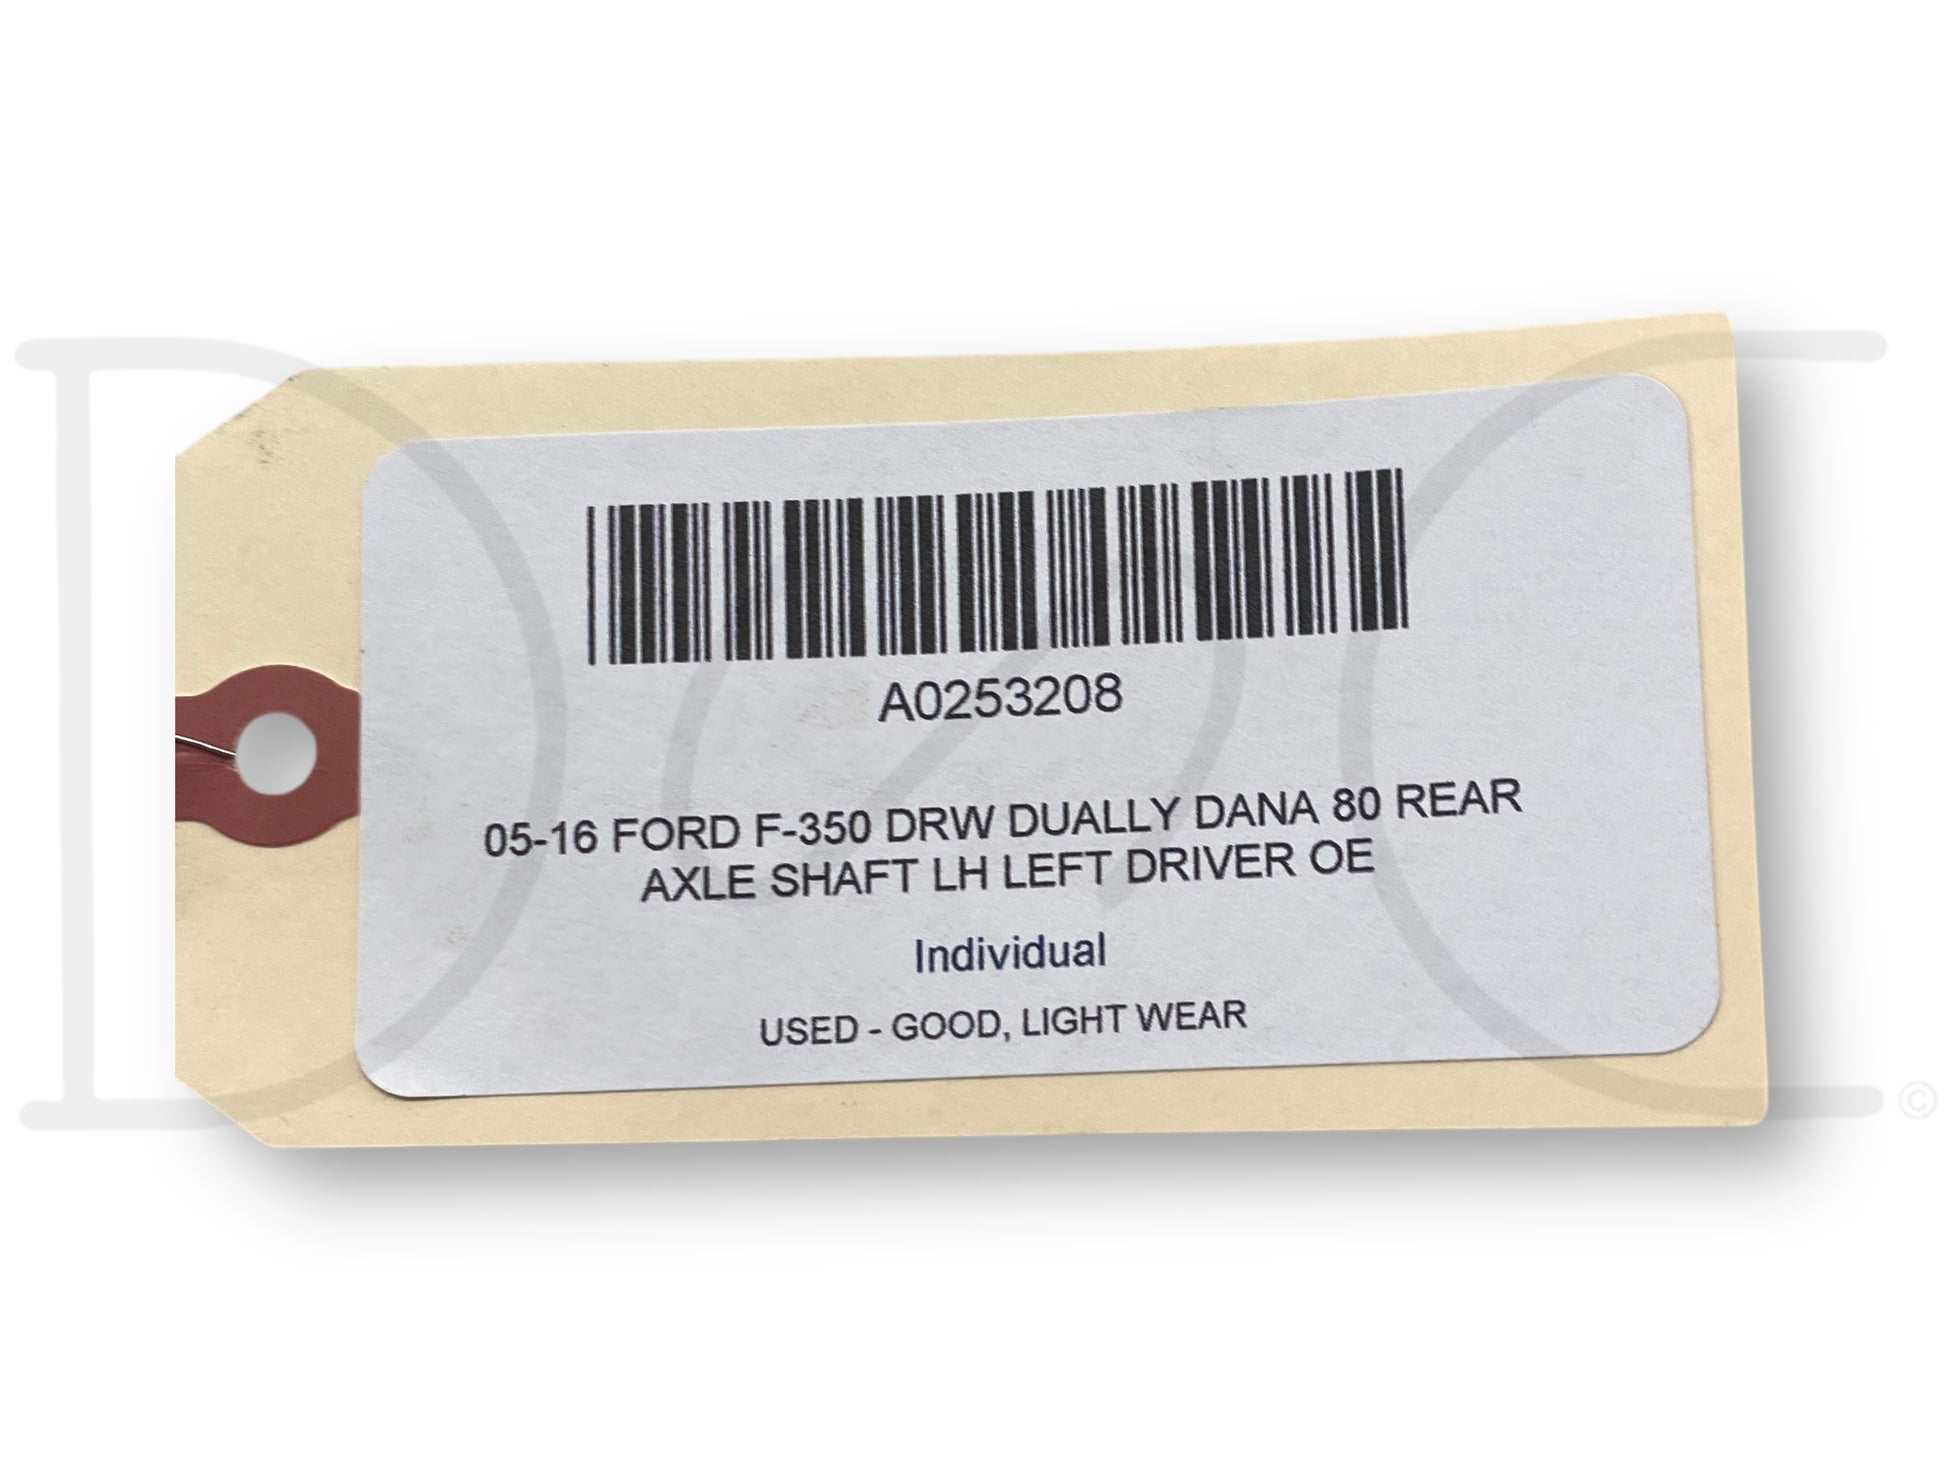 A0253208
05-16 FORD F-350 DRW DUALLY DANA 80 REAR
AXLE SHAFT LH LEFT DRIVER OE
Individual
USED - GOOD, LIGHT WEAR
©